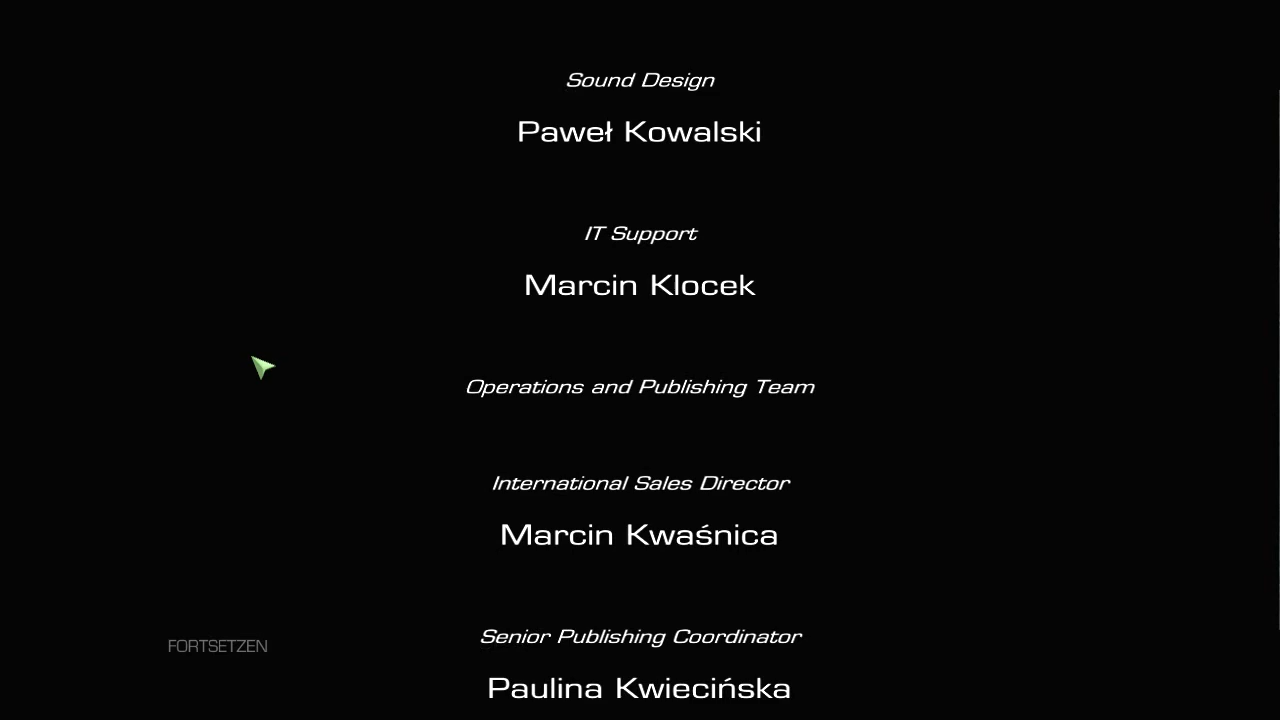 Sound Design
Paweł Kowalski
IT Support
Marcin Klocek
Operations and Publishing Team
International Sales Director
Marcin Kwaśnica
Senior Publishing Coordinator
FORTSETZEN
Paulina Kwiecińska